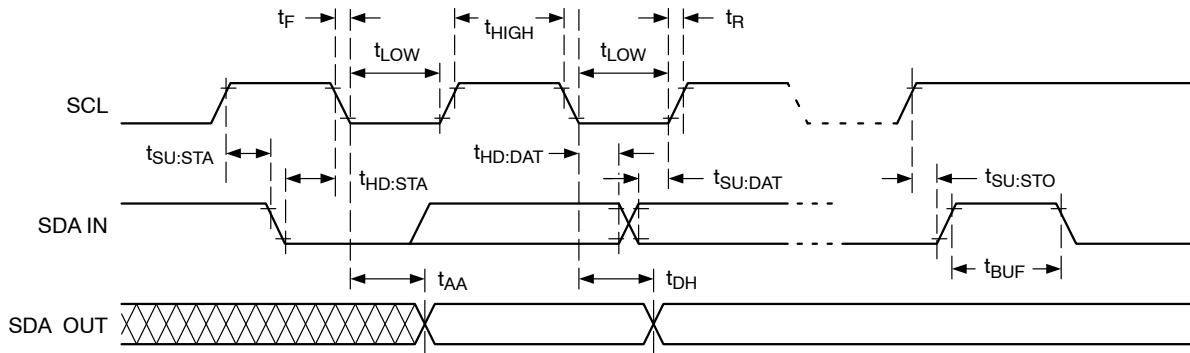 tF
tHIGH
tR
tLOW
tLOW
SCL
tSU:STA
tHD:DAT
tHD:STA
tSU:DAT
tSU:STO
SDA IN
tBUF
tAA
tDH
SDA OUT